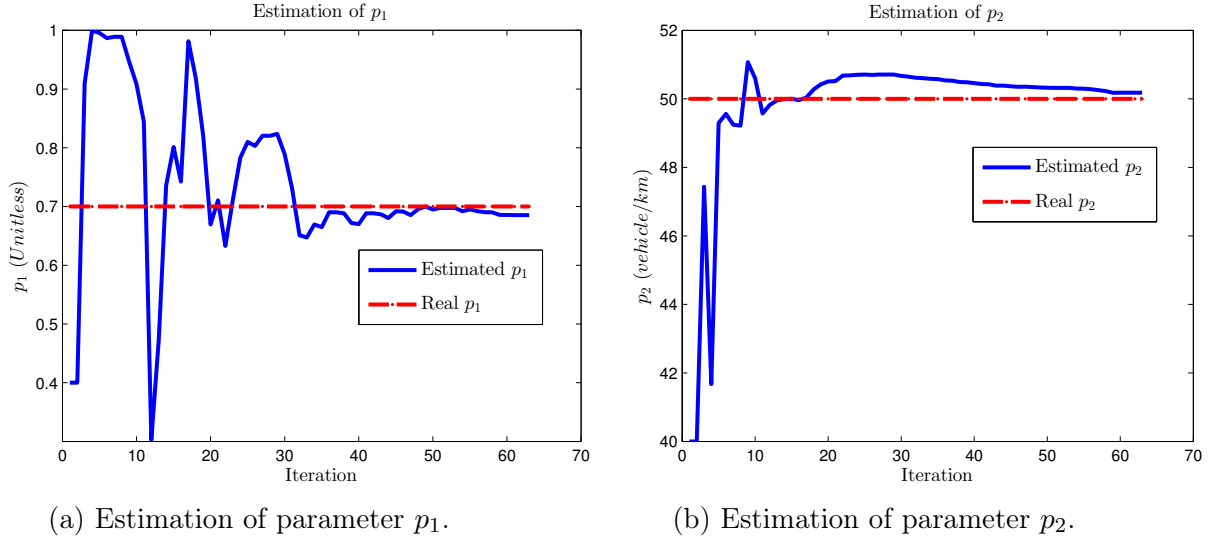 Estimation of p₁
1
0.9
0.8
0.7
0.6
0.5
0.4
p₁ (Unitless)
Estimated p₁
Real p₁
0 10 20 30 40 50 60 70
Iteration
(a) Estimation of parameter p₁.
Estimation of p₂
52
50
48
46
44
42
40
p₂ (vehicle/km)
Estimated p₂
Real p₂
0 10 20 30 40 50 60 70
Iteration
(b) Estimation of parameter p₂.